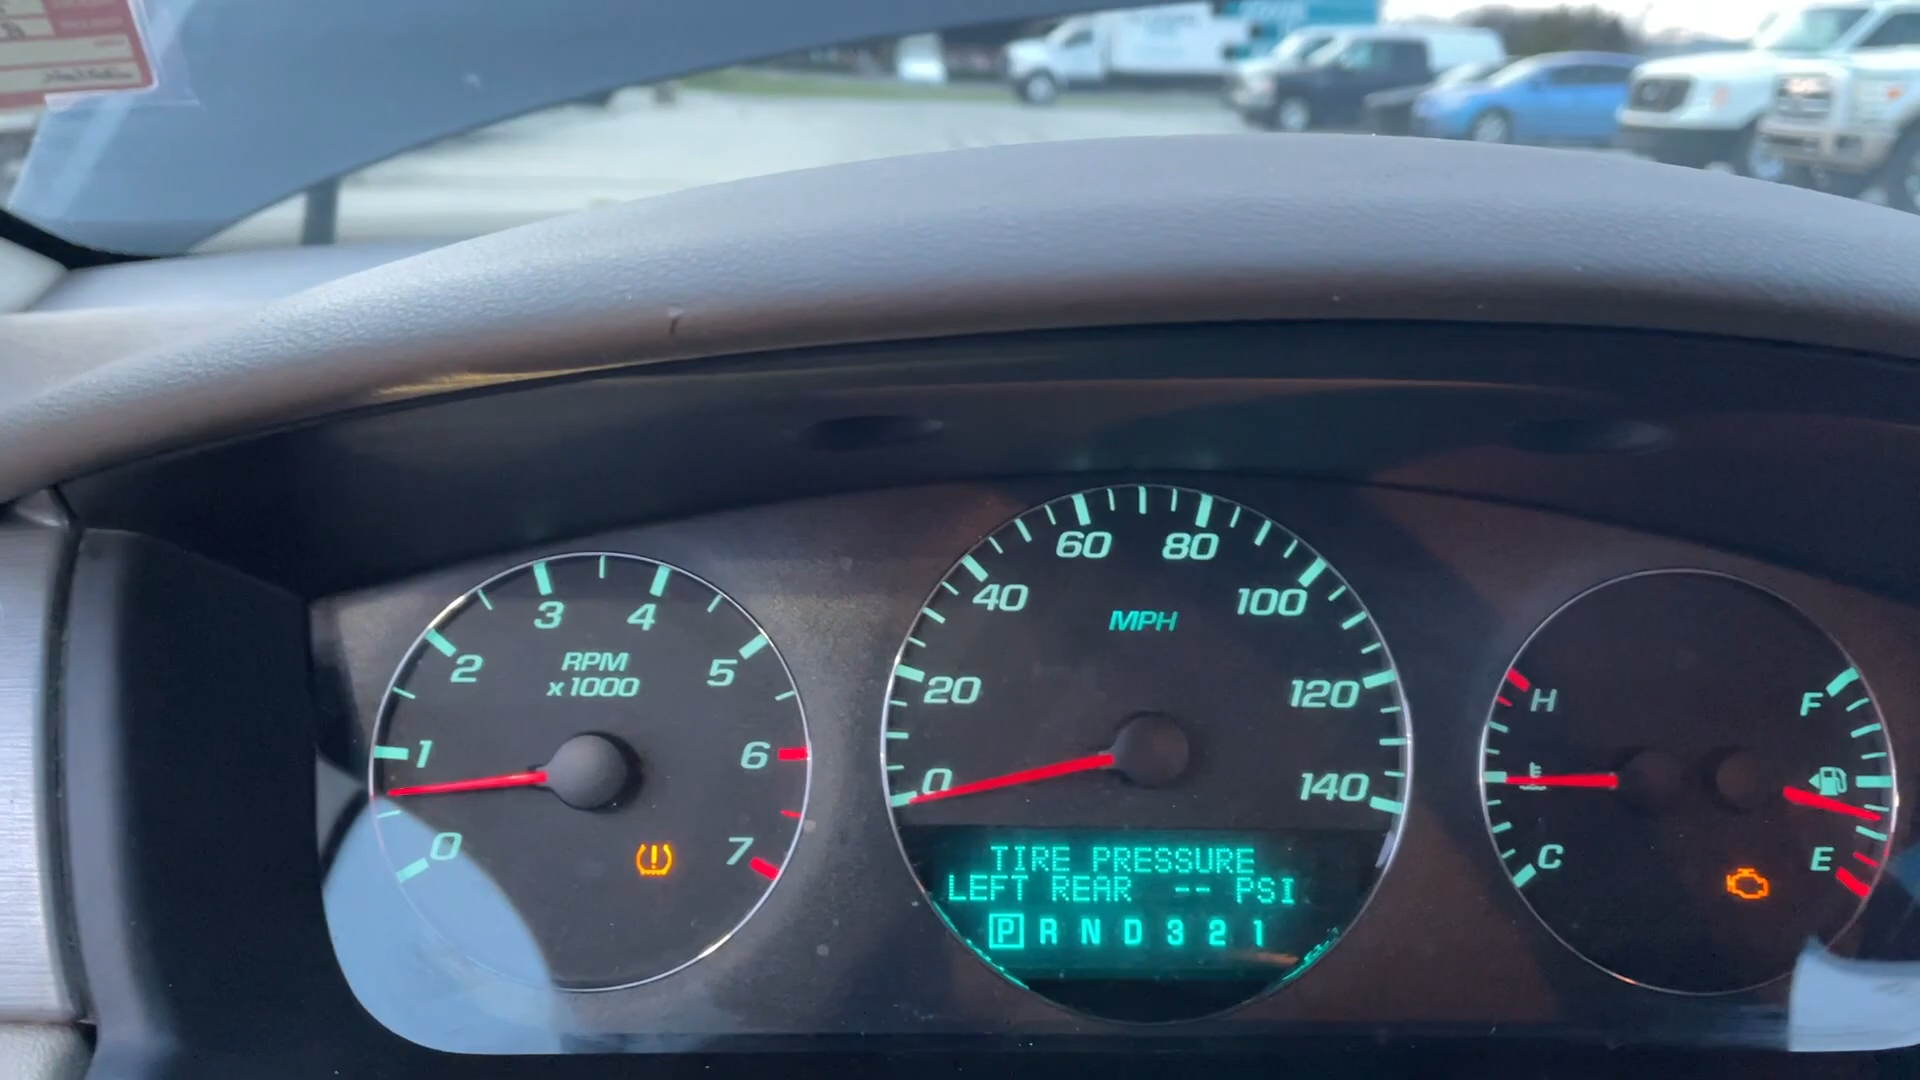 3 4
2 5
RPM
x1000
1 6
0 7
60 80
40 100
MPH
20 120
0 140
TIRE PRESSURE
LEFT REAR -- PSI
P R N D 3 2 1
H F
C E